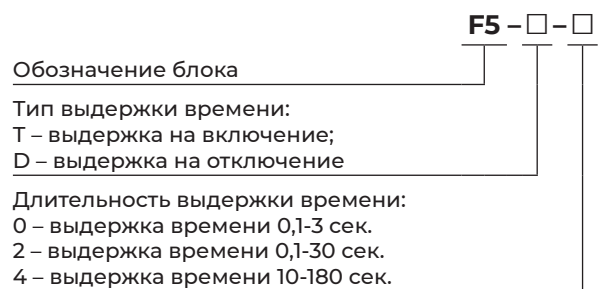 F5 –□–□
Обозначение блока
Тип выдержки времени:
T – выдержка на включение;
D – выдержка на отключение
Длительность выдержки времени:
0 – выдержка времени 0,1-3 сек.
2 – выдержка времени 0,1-30 сек.
4 – выдержка времени 10-180 сек.